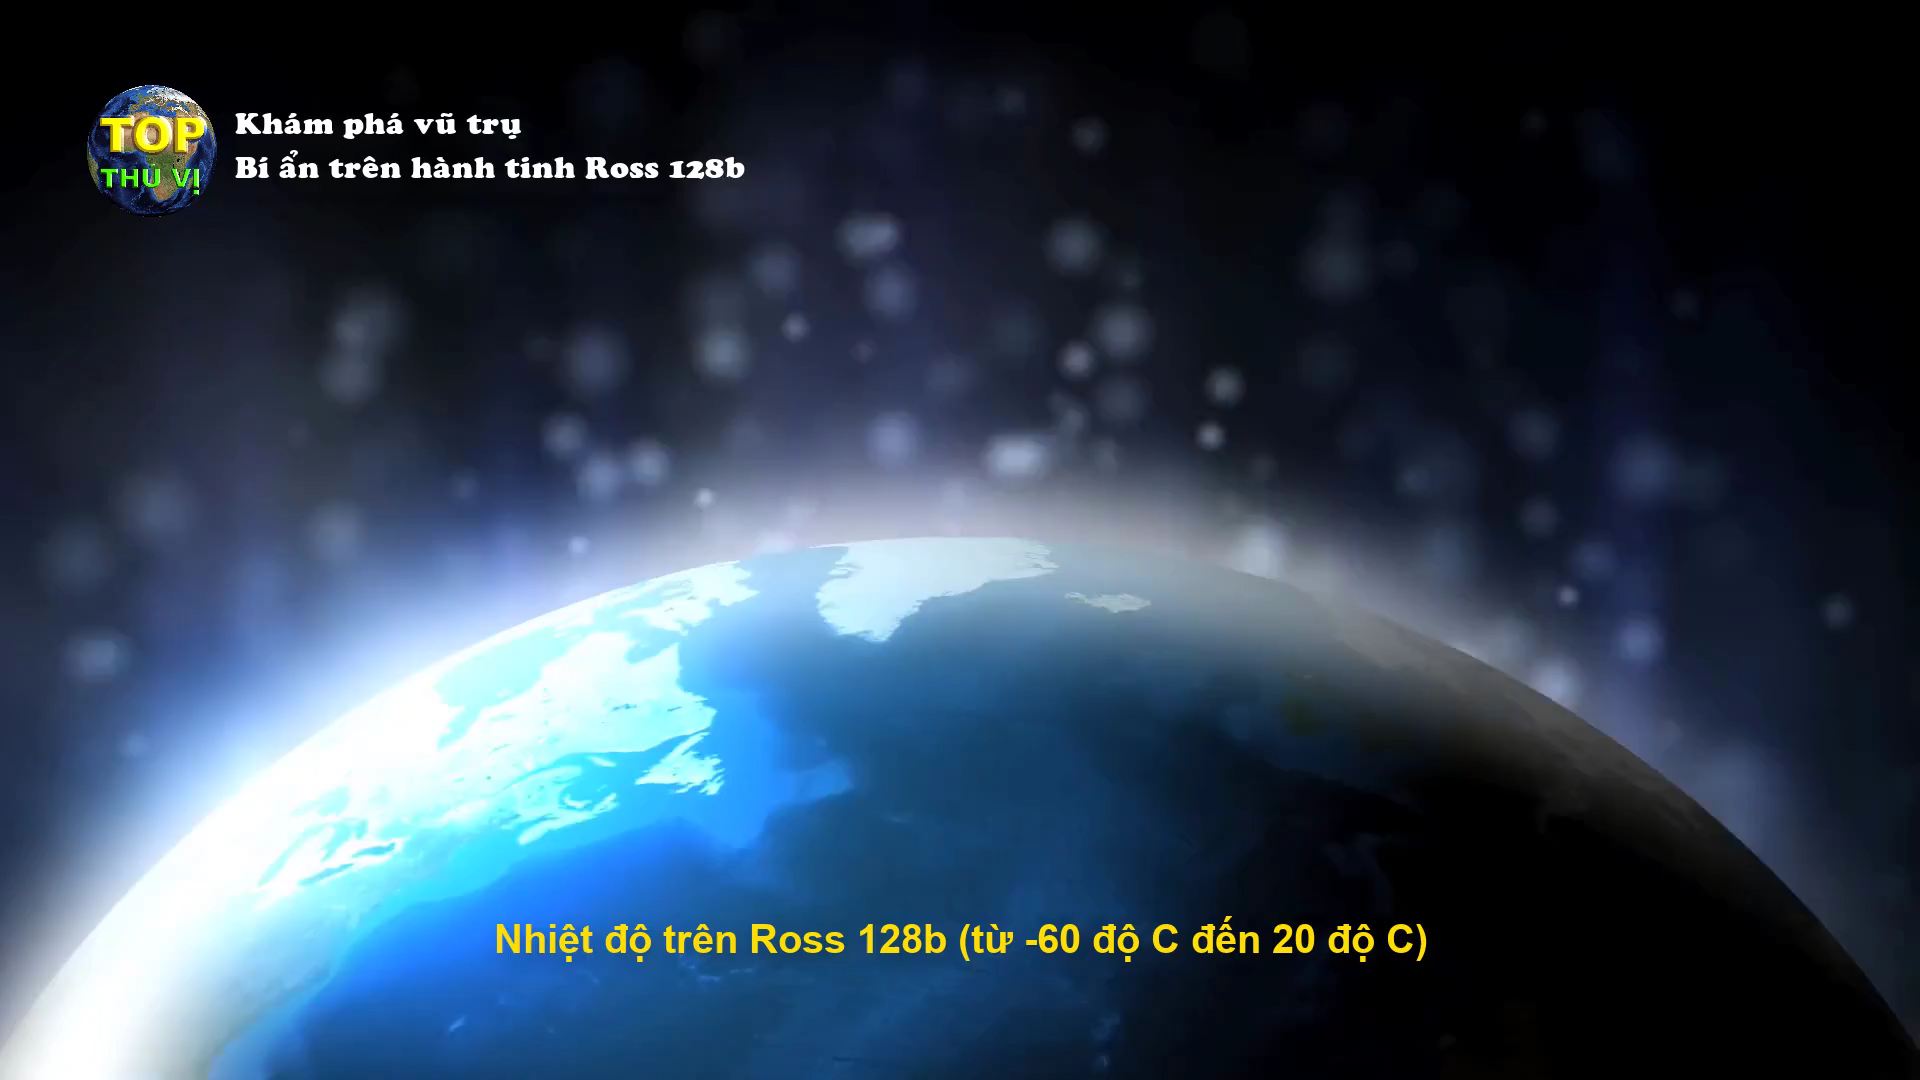 TOP
THÚ VỊ
Khám phá vũ trụ
Bí ẩn trên hành tinh Ross 128b
Nhiệt độ trên Ross 128b (từ -60 độ C đến 20 độ C)